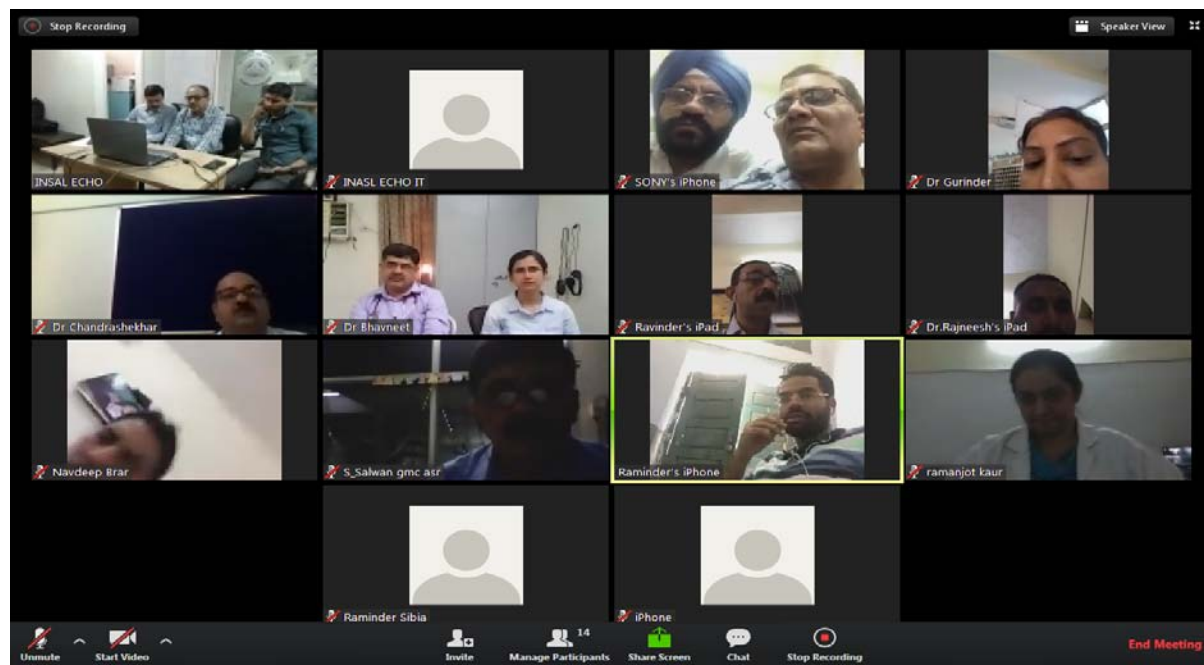 Stop Recording
Speaker View
INSAL ECHO
INASL ECHO IT
SONY's iPhone
Dr Gurinder
Dr Chandrashekhar
Dr Bhavneet
Ravinder's iPad
Dr.Rajneesh's iPad
Navdeep Brar
S_Salwan gmc asr
Raminder's iPhone
ramanjot kaur
Raminder Sibia
iPhone
14
Unmute
Start Video
Invite
Manage Participants
Share Screen
Chat
Stop Recording
End Meeting